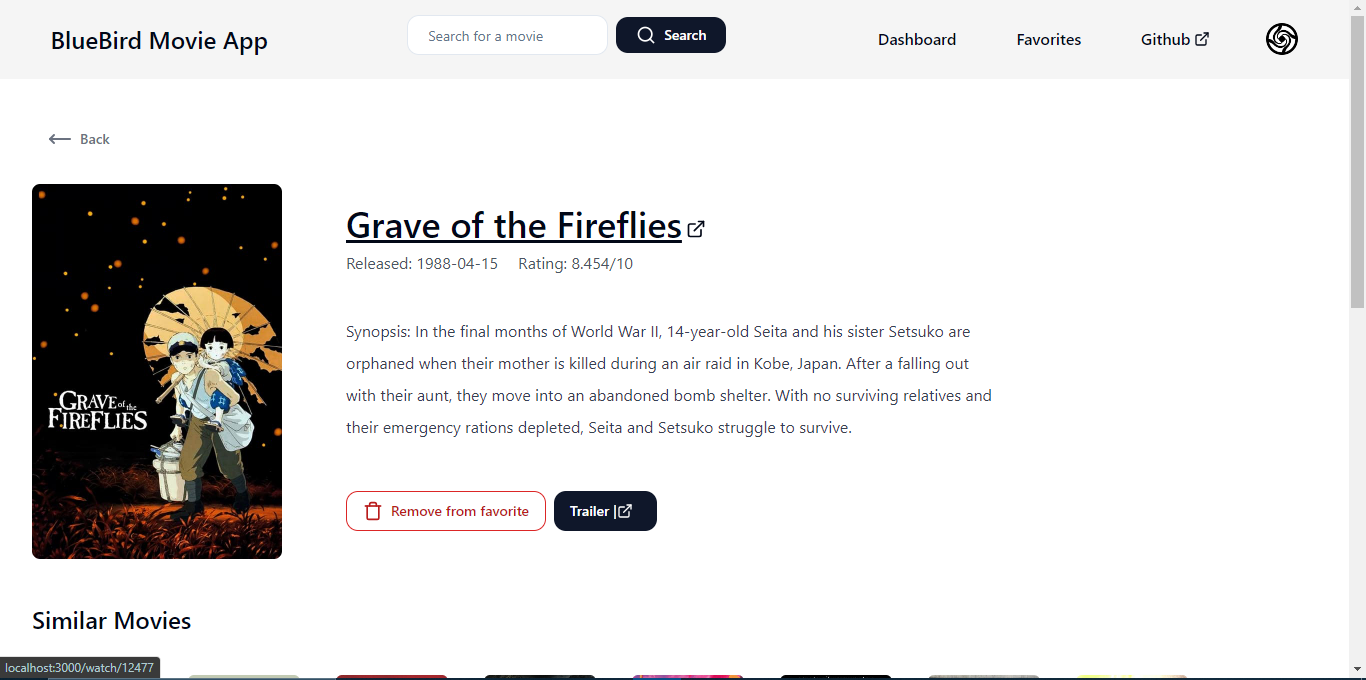 BlueBird Movie App
Search for a movie
Search
Dashboard
Favorites
Github
Back
GRAVE of the
FIREFLIES
Grave of the Fireflies
Released: 1988-04-15 Rating: 8.454/10
Synopsis: In the final months of World War II, 14-year-old Seita and his sister Setsuko are
orphaned when their mother is killed during an air raid in Kobe, Japan. After a falling out
with their aunt, they move into an abandoned bomb shelter. With no surviving relatives and
their emergency rations depleted, Seita and Setsuko struggle to survive.
Remove from favorite
Trailer |
Similar Movies
localhost:3000/watch/12477